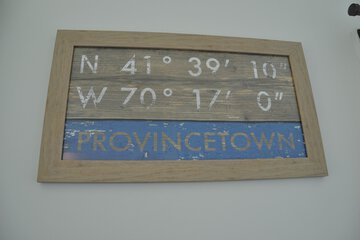 N 41° 39' 10"
W 70° 17' 0"
PROVINCETOWN